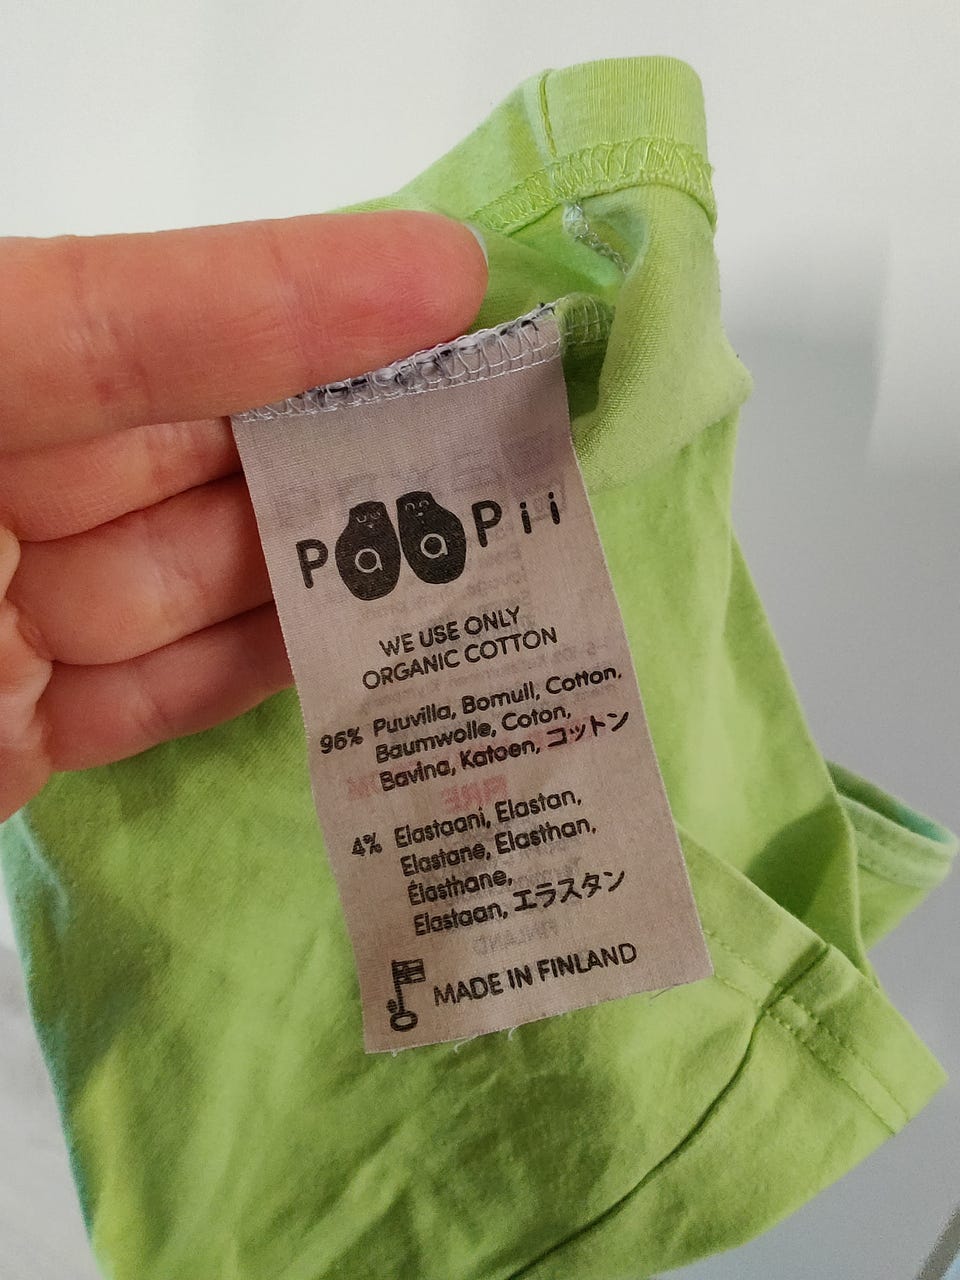 PaaPii
WE USE ONLY
ORGANIC COTTON
96% Puuvilla, Bomull, Cotton,
Baumwolle, Coton,
Bavlna, Katoen, コットン
4% Elastaani, Elastan,
Elastane, Elasthan,
Élasthane,
Elastaan, エラスタン
MADE IN FINLAND